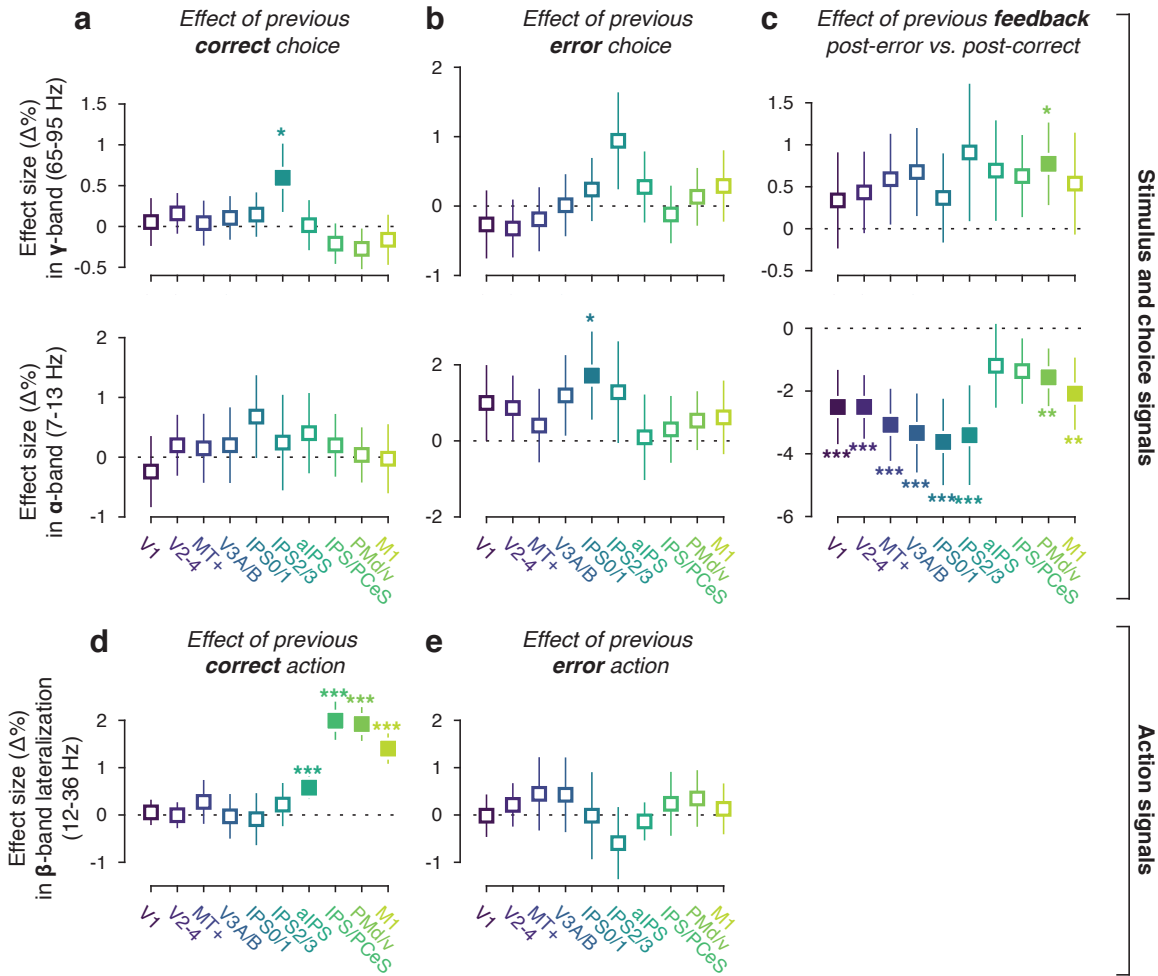 a
Effect of previous
correct choice
b
Effect of previous
error choice
c
Effect of previous feedback
post-error vs. post-correct
Effect size (Δ%)
in γ-band (65-95 Hz)
1.5
1
0.5
0
-0.5
*
2
1
0
-1
1.5
1
0.5
0
0.5
*
Effect size (Δ%)
in α-band (7-13 Hz)
2
1
0
-1
V1
V2-4
MT+
V3A/B
IPS0/1
IPS2/3
aIPS
IPS/PCeS
PMd/v
M1
2
0
-2
*
V1
V2-4
MT+
V3A/B
IPS0/1
IPS2/3
aIPS
IPS/PCeS
PMd/v
M1
0
-2
-4
-6
***
***
***
***
***
***
**
**
V1
V2-4
MT+
V3A/B
IPS0/1
IPS2/3
aIPS
IPS/PCeS
PMd/v
M1
Stimulus and choice signals
d
Effect of previous
correct action
e
Effect of previous
error action
Effect size (Δ%)
in β-band lateralization
(12-36 Hz)
2
1
0
-1
***
***
***
***
V1
V2-4
MT+
V3A/B
IPS0/1
IPS2/3
aIPS
IPS/PCeS
PMd/v
M1
2
1
0
-1
V1
V2-4
MT+
V3A/B
IPS0/1
IPS2/3
aIPS
IPS/PCeS
PMd/v
M1
Action signals